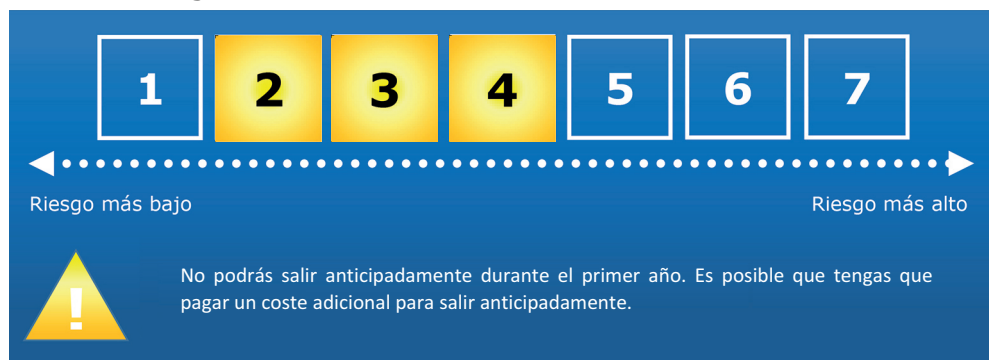 1 2 3 4 5 6 7
Riesgo más bajo Riesgo más alto
No podrás salir anticipadamente durante el primer año. Es posible que tengas que
pagar un coste adicional para salir anticipadamente.